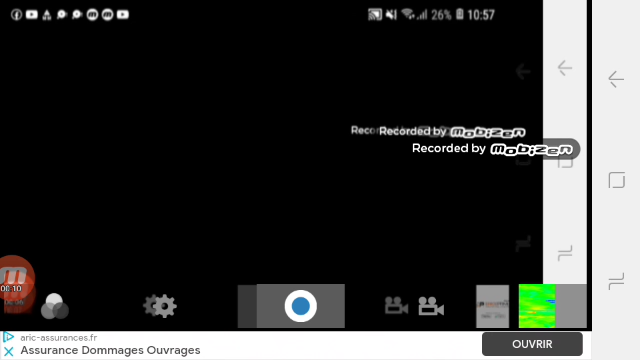 26% 10:57
Recorded by mobizen
Recorded by mobizen
00:10
aric-assurances.fr
Assurance Dommages Ouvrages
OUVRIR